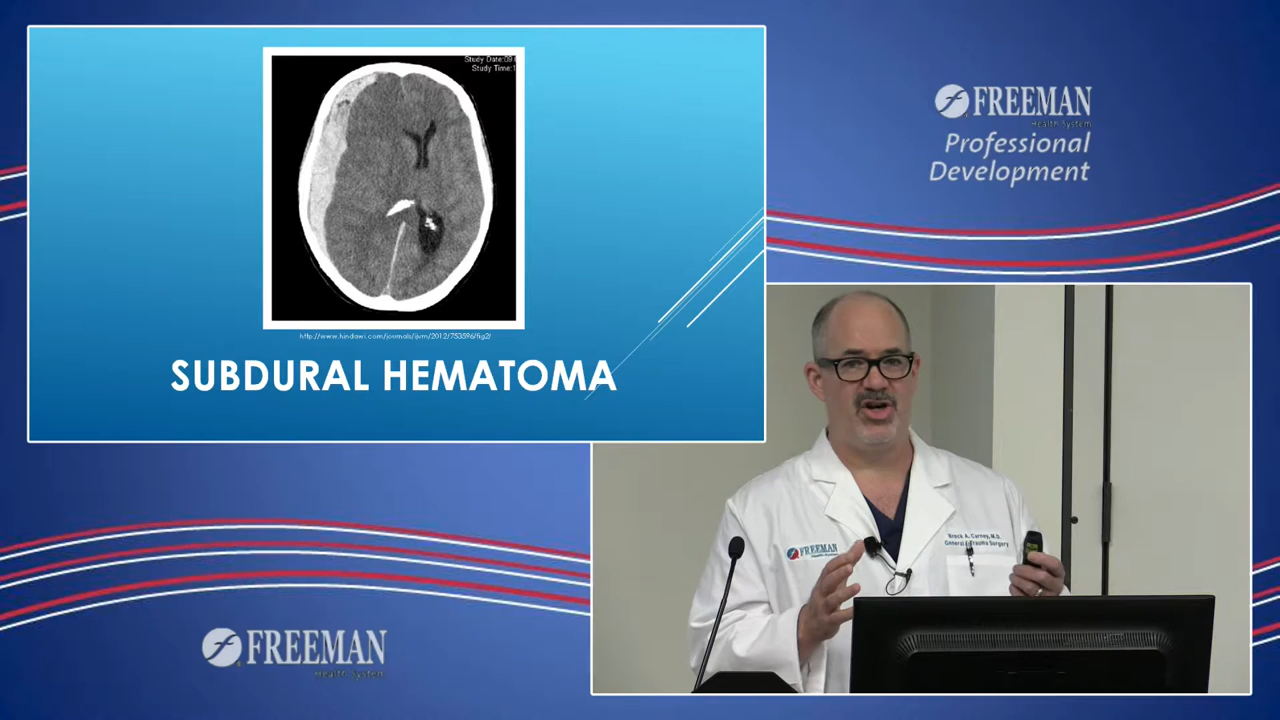 Study Date:08
Study Time:1
http://www.hindawi.com/journals/ijvm/2012/753596/fig2/
SUBDURAL HEMATOMA
FREEMAN
Health System
Professional
Development
FREEMAN
Brock A. Carney, M.D.
General & Trauma Surgery
FREEMAN
Health System